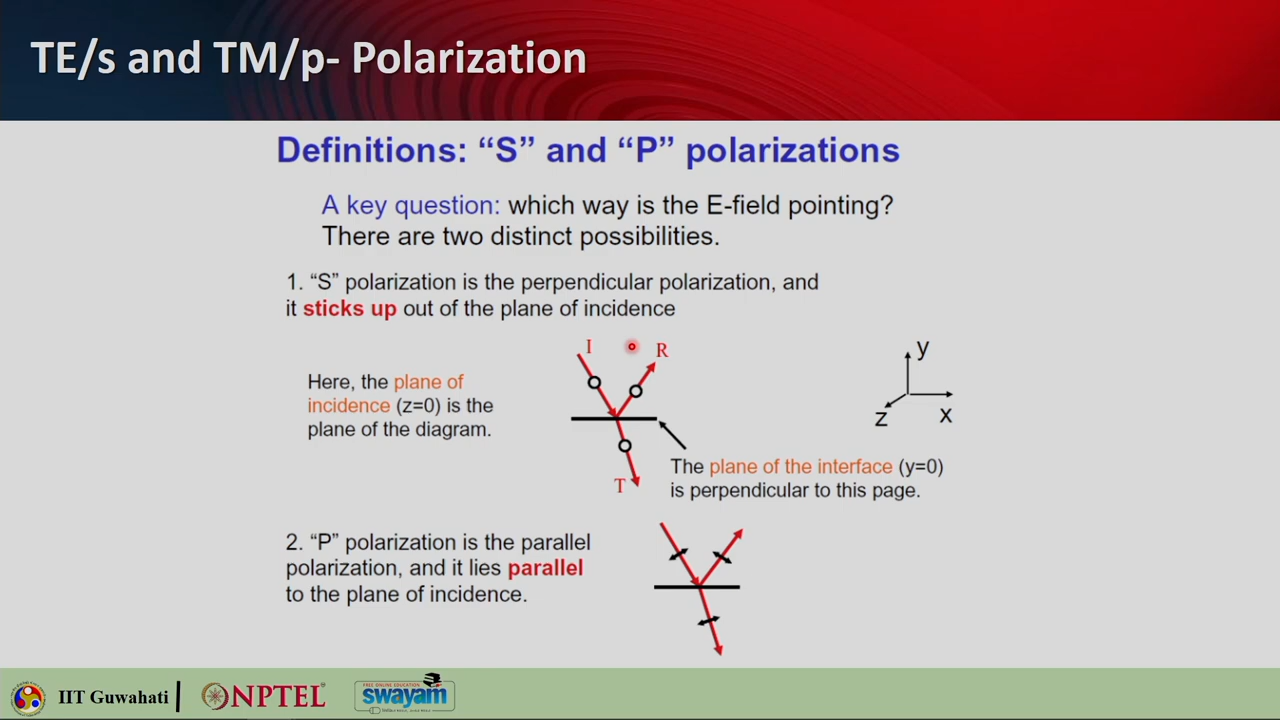 TE/s and TM/p- Polarization
Definitions: “S” and “P” polarizations
A key question: which way is the E-field pointing?
There are two distinct possibilities.
1. “S” polarization is the perpendicular polarization, and
it sticks up out of the plane of incidence
I
R
Here, the plane of
incidence (z=0) is the
plane of the diagram.
T
y
z
x
The plane of the interface (y=0)
is perpendicular to this page.
2. “P” polarization is the parallel
polarization, and it lies parallel
to the plane of incidence.
IIT Guwahati
NPTEL
FREE ONLINE EDUCATION
swayam